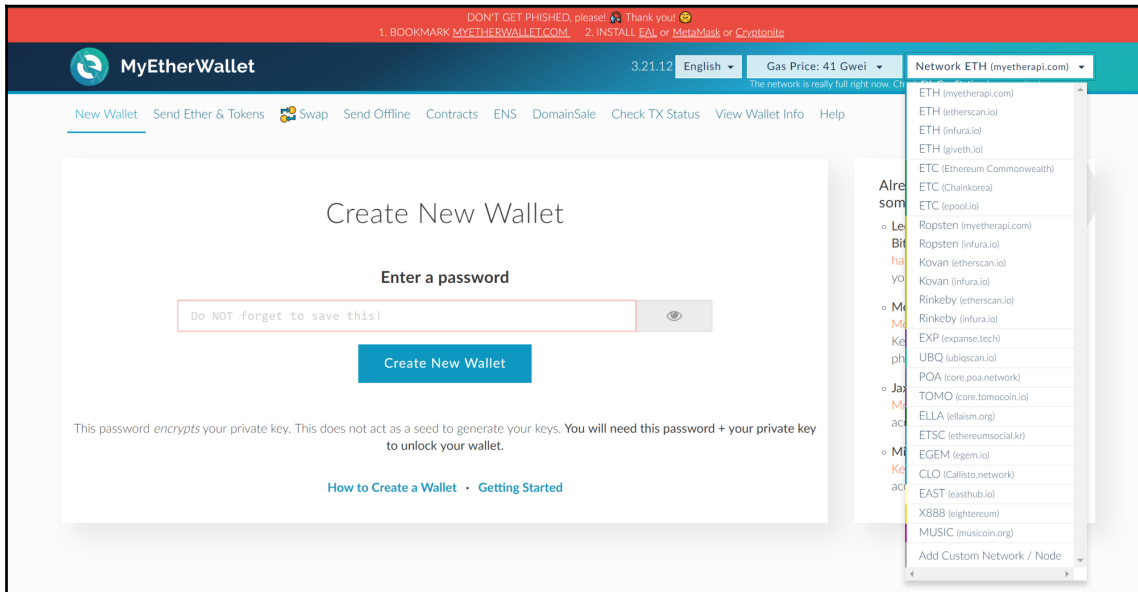 DON'T GET PHISHED, please! Thank you!
1. BOOKMARK MYETHERWALLET.COM 2. INSTALL EAL or MetaMask or Cryptonite
MyEtherWallet
3.21.12 English Gas Price: 41 Gwei Network ETH (myetherapi.com)
The network is really full right now.
New Wallet Send Ether & Tokens Swap Send Offline Contracts ENS DomainSale Check TX Status View Wallet Info Help
Create New Wallet
Enter a password
Do NOT forget to save this!
Create New Wallet
This password encrypts your private key. This does not act as a seed to generate your keys. You will need this password + your private key
to unlock your wallet.
How to Create a Wallet · Getting Started
ETH (myetherapi.com)
ETH (etherscan.io)
ETH (infura.io)
ETH (giveth.io)
ETC (Ethereum Commonwealth)
ETC (Chainkorea)
ETC (epool.io)
Ropsten (myetherapi.com)
Ropsten (infura.io)
Kovan (etherscan.io)
Kovan (infura.io)
Rinkeby (etherscan.io)
Rinkeby (infura.io)
EXP (expanse.tech)
UBQ (ubiqscan.io)
POA (core.poa.network)
TOMO (core.tomocoin.io)
ELLA (ellaism.org)
ETSC (ethereumsocial.kr)
EGEM (egem.io)
CLO (Callisto.network)
EAST (easthub.io)
X888 (eightereum)
MUSIC (musicoin.org)
Add Custom Network / Node